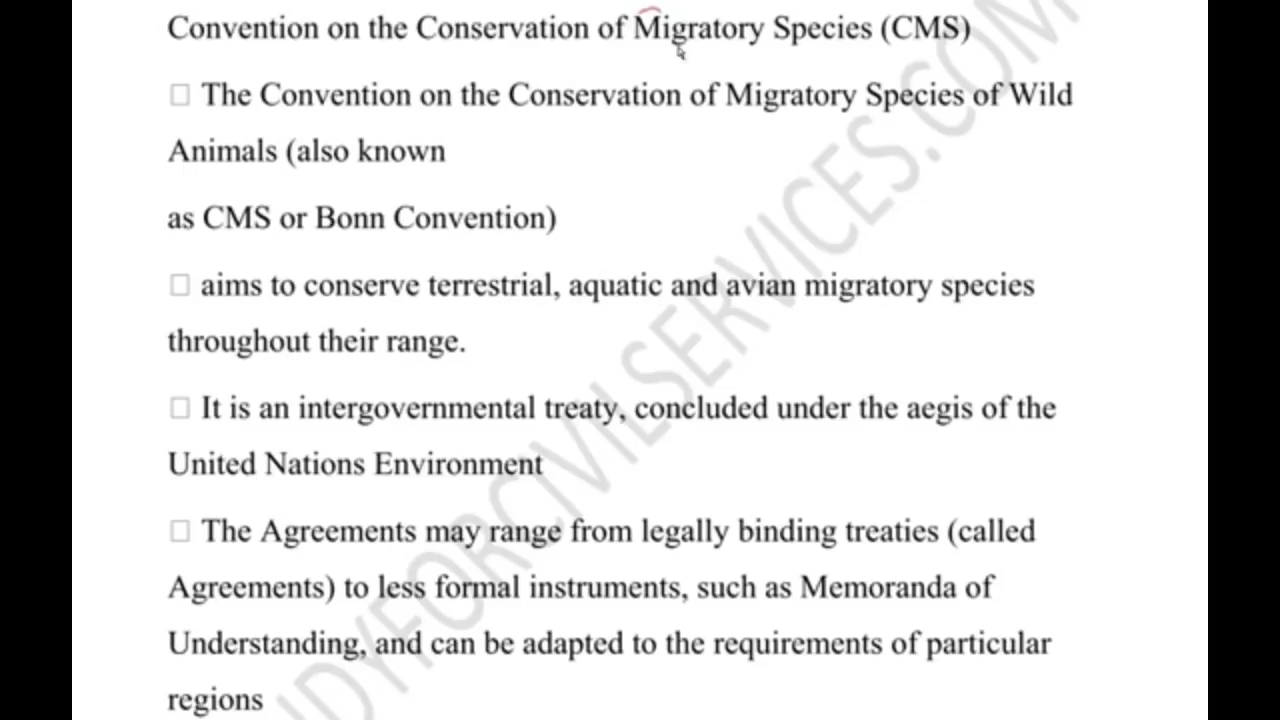 Convention on the Conservation of Migratory Species (CMS)
□ The Convention on the Conservation of Migratory Species of Wild
Animals (also known
as CMS or Bonn Convention)
□ aims to conserve terrestrial, aquatic and avian migratory species
throughout their range.
□ It is an intergovernmental treaty, concluded under the aegis of the
United Nations Environment
□ The Agreements may range from legally binding treaties (called
Agreements) to less formal instruments, such as Memoranda of
Understanding, and can be adapted to the requirements of particular
regions
UDYFORCIVILSERVICES.COM